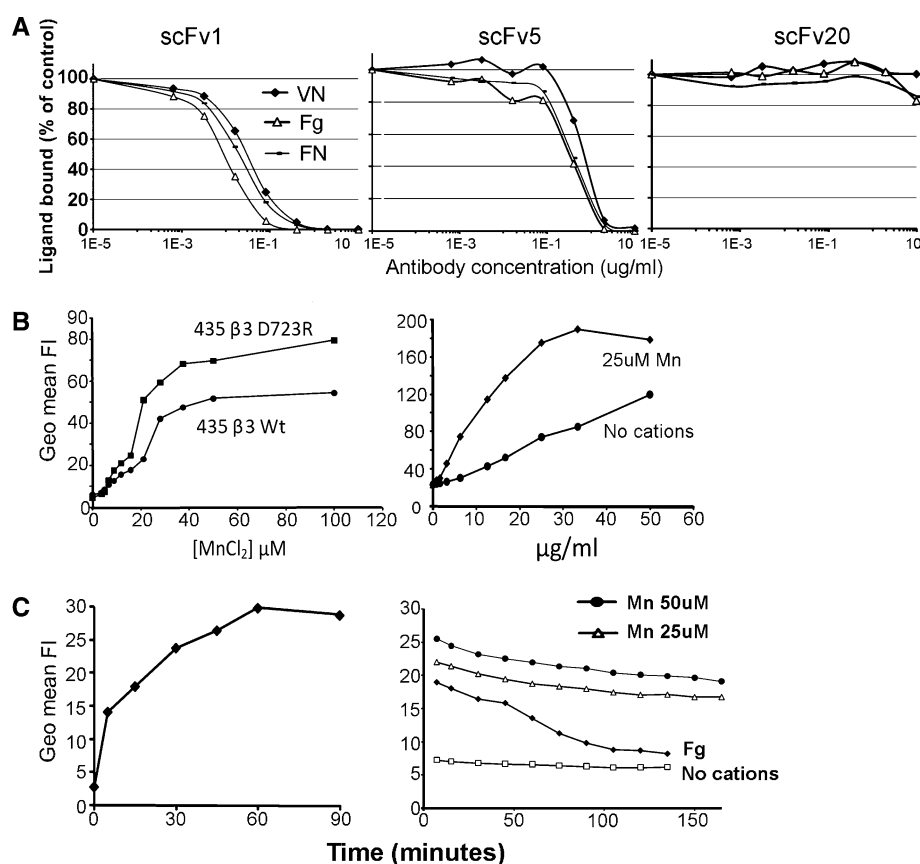 A
scFv1
scFv5
scFv20
Ligand bound (% of control)
100
80
60
40
20
0
VN
Fg
FN
1E-5
1E-3
1E-1
10
1E-5
1E-3
1E-1
10
1E-5
1E-3
1E-1
10
Antibody concentration (ug/ml)
B
Geo mean FI
90
80
60
40
20
0
435 β3 D723R
435 β3 Wt
0
20
40
60
80
100
120
[MnCl2] μM
200
160
120
80
40
0
25uM Mn
No cations
0
10
20
30
40
50
60
μg/ml
C
Geo mean FI
30
25
20
15
10
5
0
0
30
60
90
30
25
20
15
10
5
0
Mn 50uM
Mn 25uM
Fg
No cations
0
50
100
150
Time (minutes)